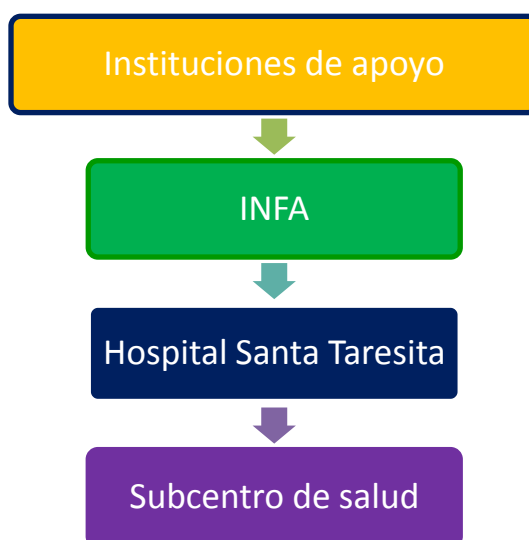 Instituciones de apoyo
INFA
Hospital Santa Taresita
Subcentro de salud